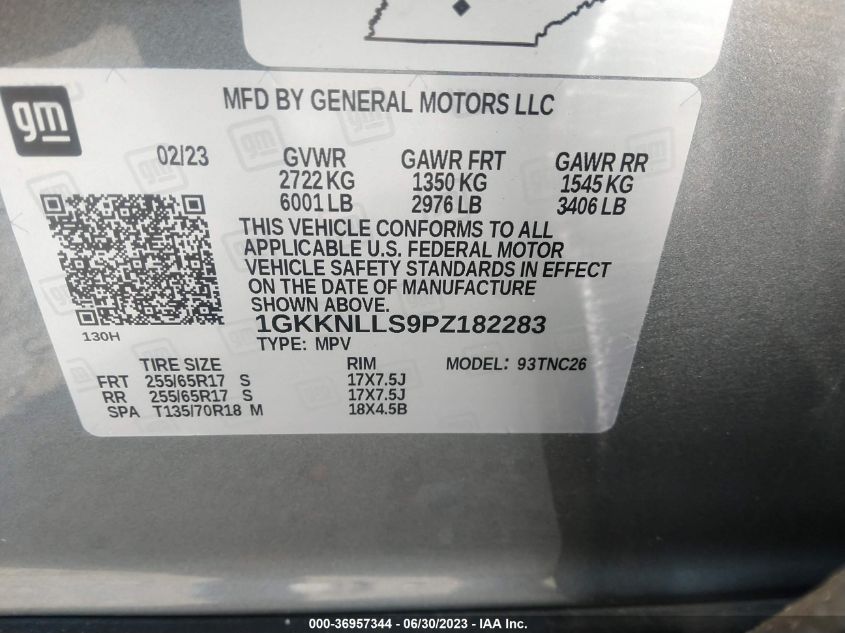 gm
MFD BY GENERAL MOTORS LLC
02/23 GVWR GAWR FRT GAWR RR
2722 KG 1350 KG 1545 KG
6001 LB 2976 LB 3406 LB
THIS VEHICLE CONFORMS TO ALL
APPLICABLE U.S. FEDERAL MOTOR
VEHICLE SAFETY STANDARDS IN EFFECT
ON THE DATE OF MANUFACTURE
SHOWN ABOVE.
1GKKNLLS9PZ182283
130H
TYPE: MPV
TIRE SIZE RIM MODEL: 93TNC26
FRT 255/65R17 S 17X7.5J
RR 255/65R17 S 17X7.5J
SPA T135/70R18 M 18X4.5B
000-36957344 - 06/30/2023 - IAA Inc.